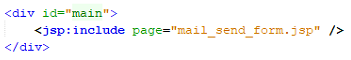 <div id="main">
    <jsp:include page="mail_send_form.jsp" />
</div>